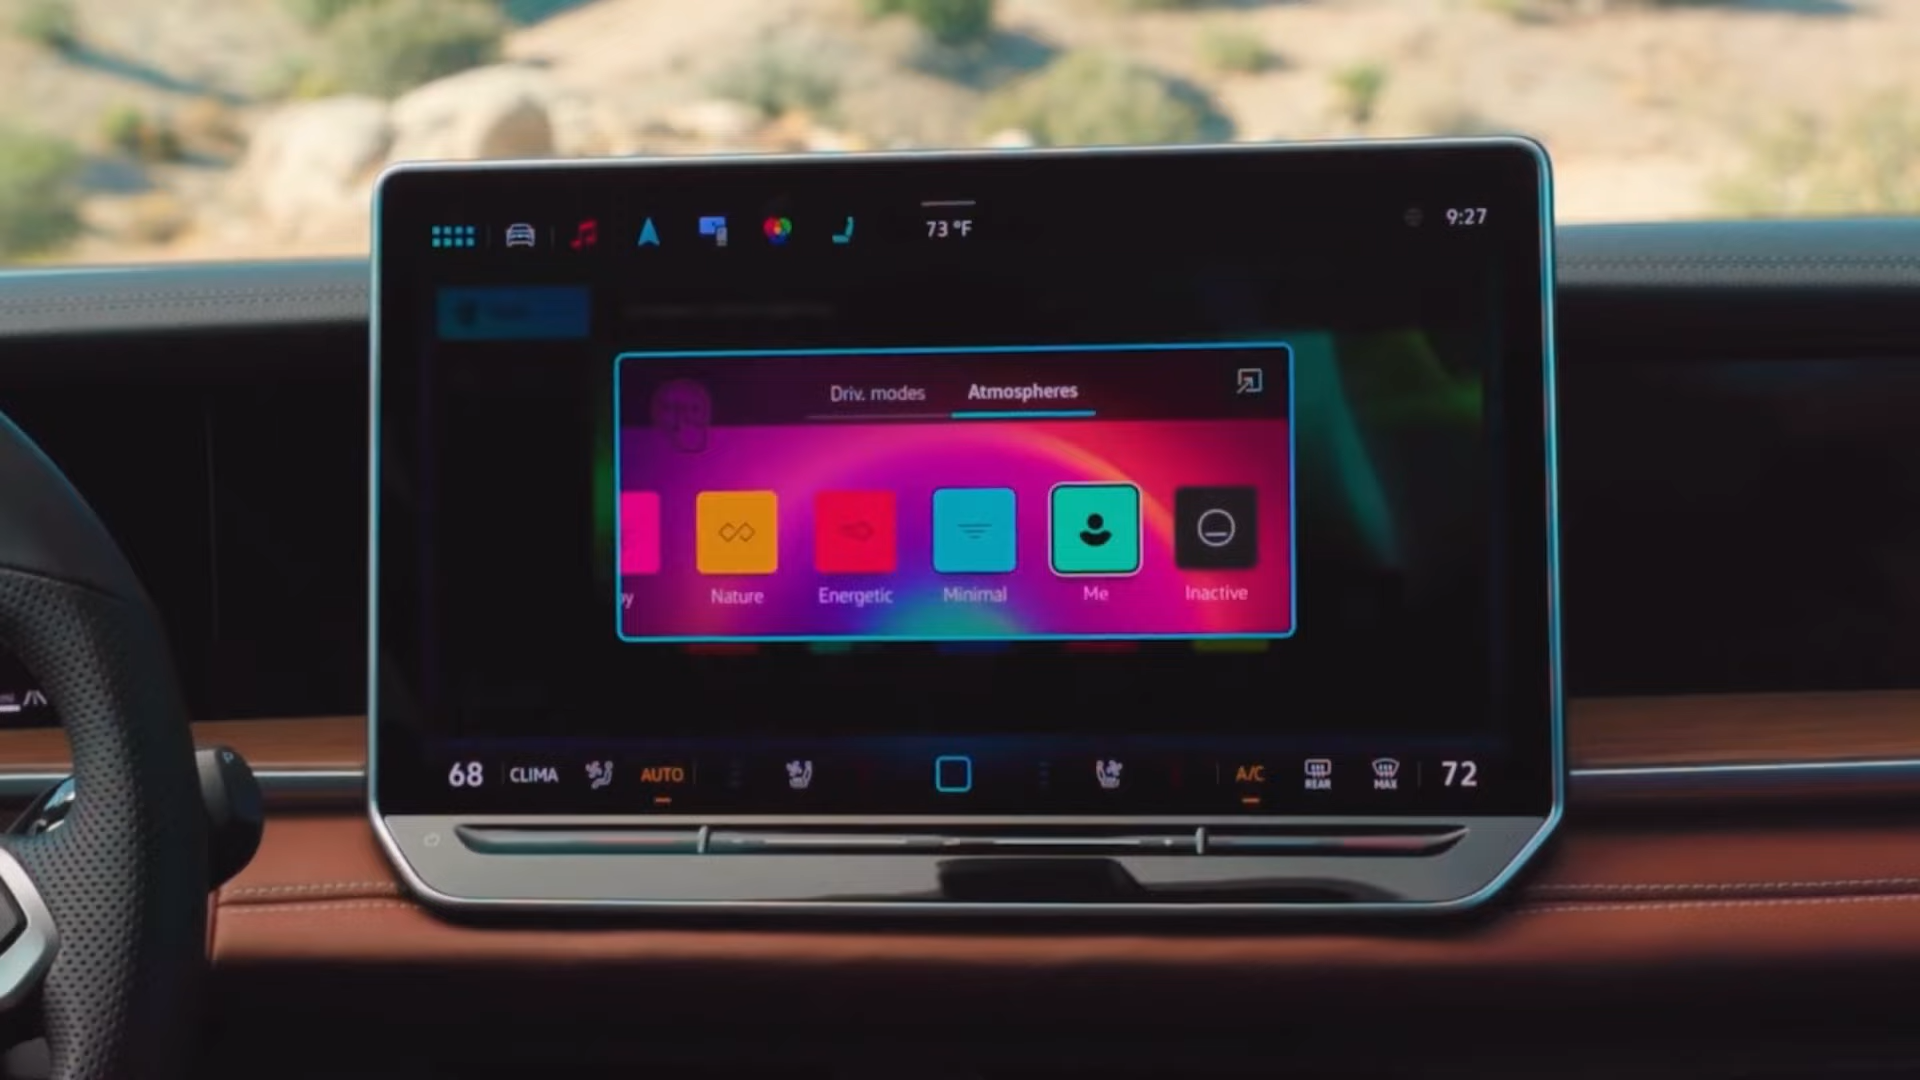 73 °F
9:27
Driv. modes Atmospheres
Nature Energetic Minimal Me Inactive
68 CLIMA AUTO A/C REAR MAX 72